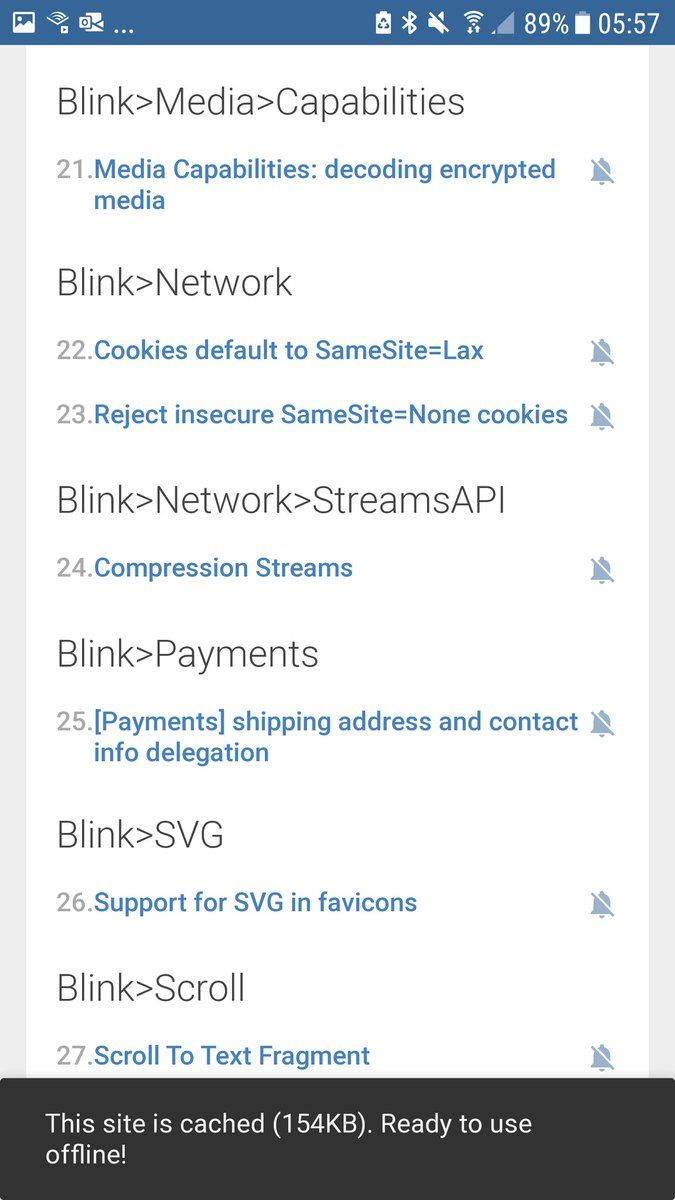 ... 89% 05:57
Blink>Media>Capabilities
21.Media Capabilities: decoding encrypted
media
Blink>Network
22.Cookies default to SameSite=Lax
23.Reject insecure SameSite=None cookies
Blink>Network>StreamsAPI
24.Compression Streams
Blink>Payments
25.[Payments] shipping address and contact
info delegation
Blink>SVG
26.Support for SVG in favicons
Blink>Scroll
27.Scroll To Text Fragment
This site is cached (154KB). Ready to use
offline!